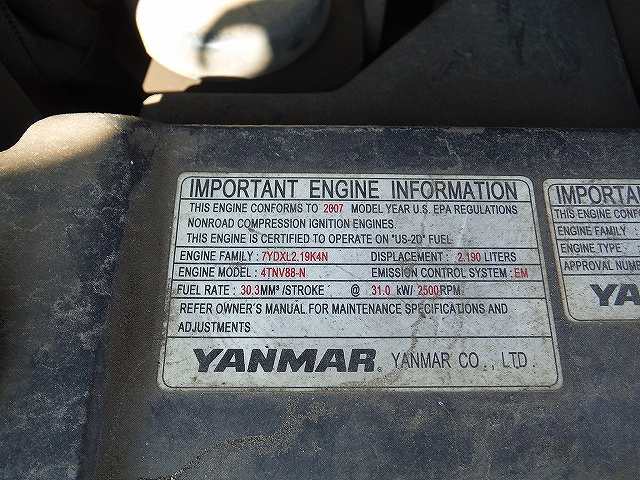 IMPORTANT ENGINE INFORMATION
THIS ENGINE CONFORMS TO 2007 MODEL YEAR U.S. EPA REGULATIONS
NONROAD COMPRESSION IGNITION ENGINES.
THIS ENGINE IS CERTIFIED TO OPERATE ON "US-2D" FUEL
ENGINE FAMILY : 7YDXL2.19K4N DISPLACEMENT : 2.190 LITERS
ENGINE MODEL : 4TNV88-N EMISSION CONTROL SYSTEM : EM
FUEL RATE : 30.3MM³/STROKE @ 31.0 kW/ 2500RPM
REFER OWNER'S MANUAL FOR MAINTENANCE SPECIFICATIONS AND
ADJUSTMENTS
YANMAR. YANMAR CO., LTD.
IMPORTA
THIS ENGINE CONF
ENGINE FAMILY :
ENGINE TYPE :
APPROVAL NUMB
YA